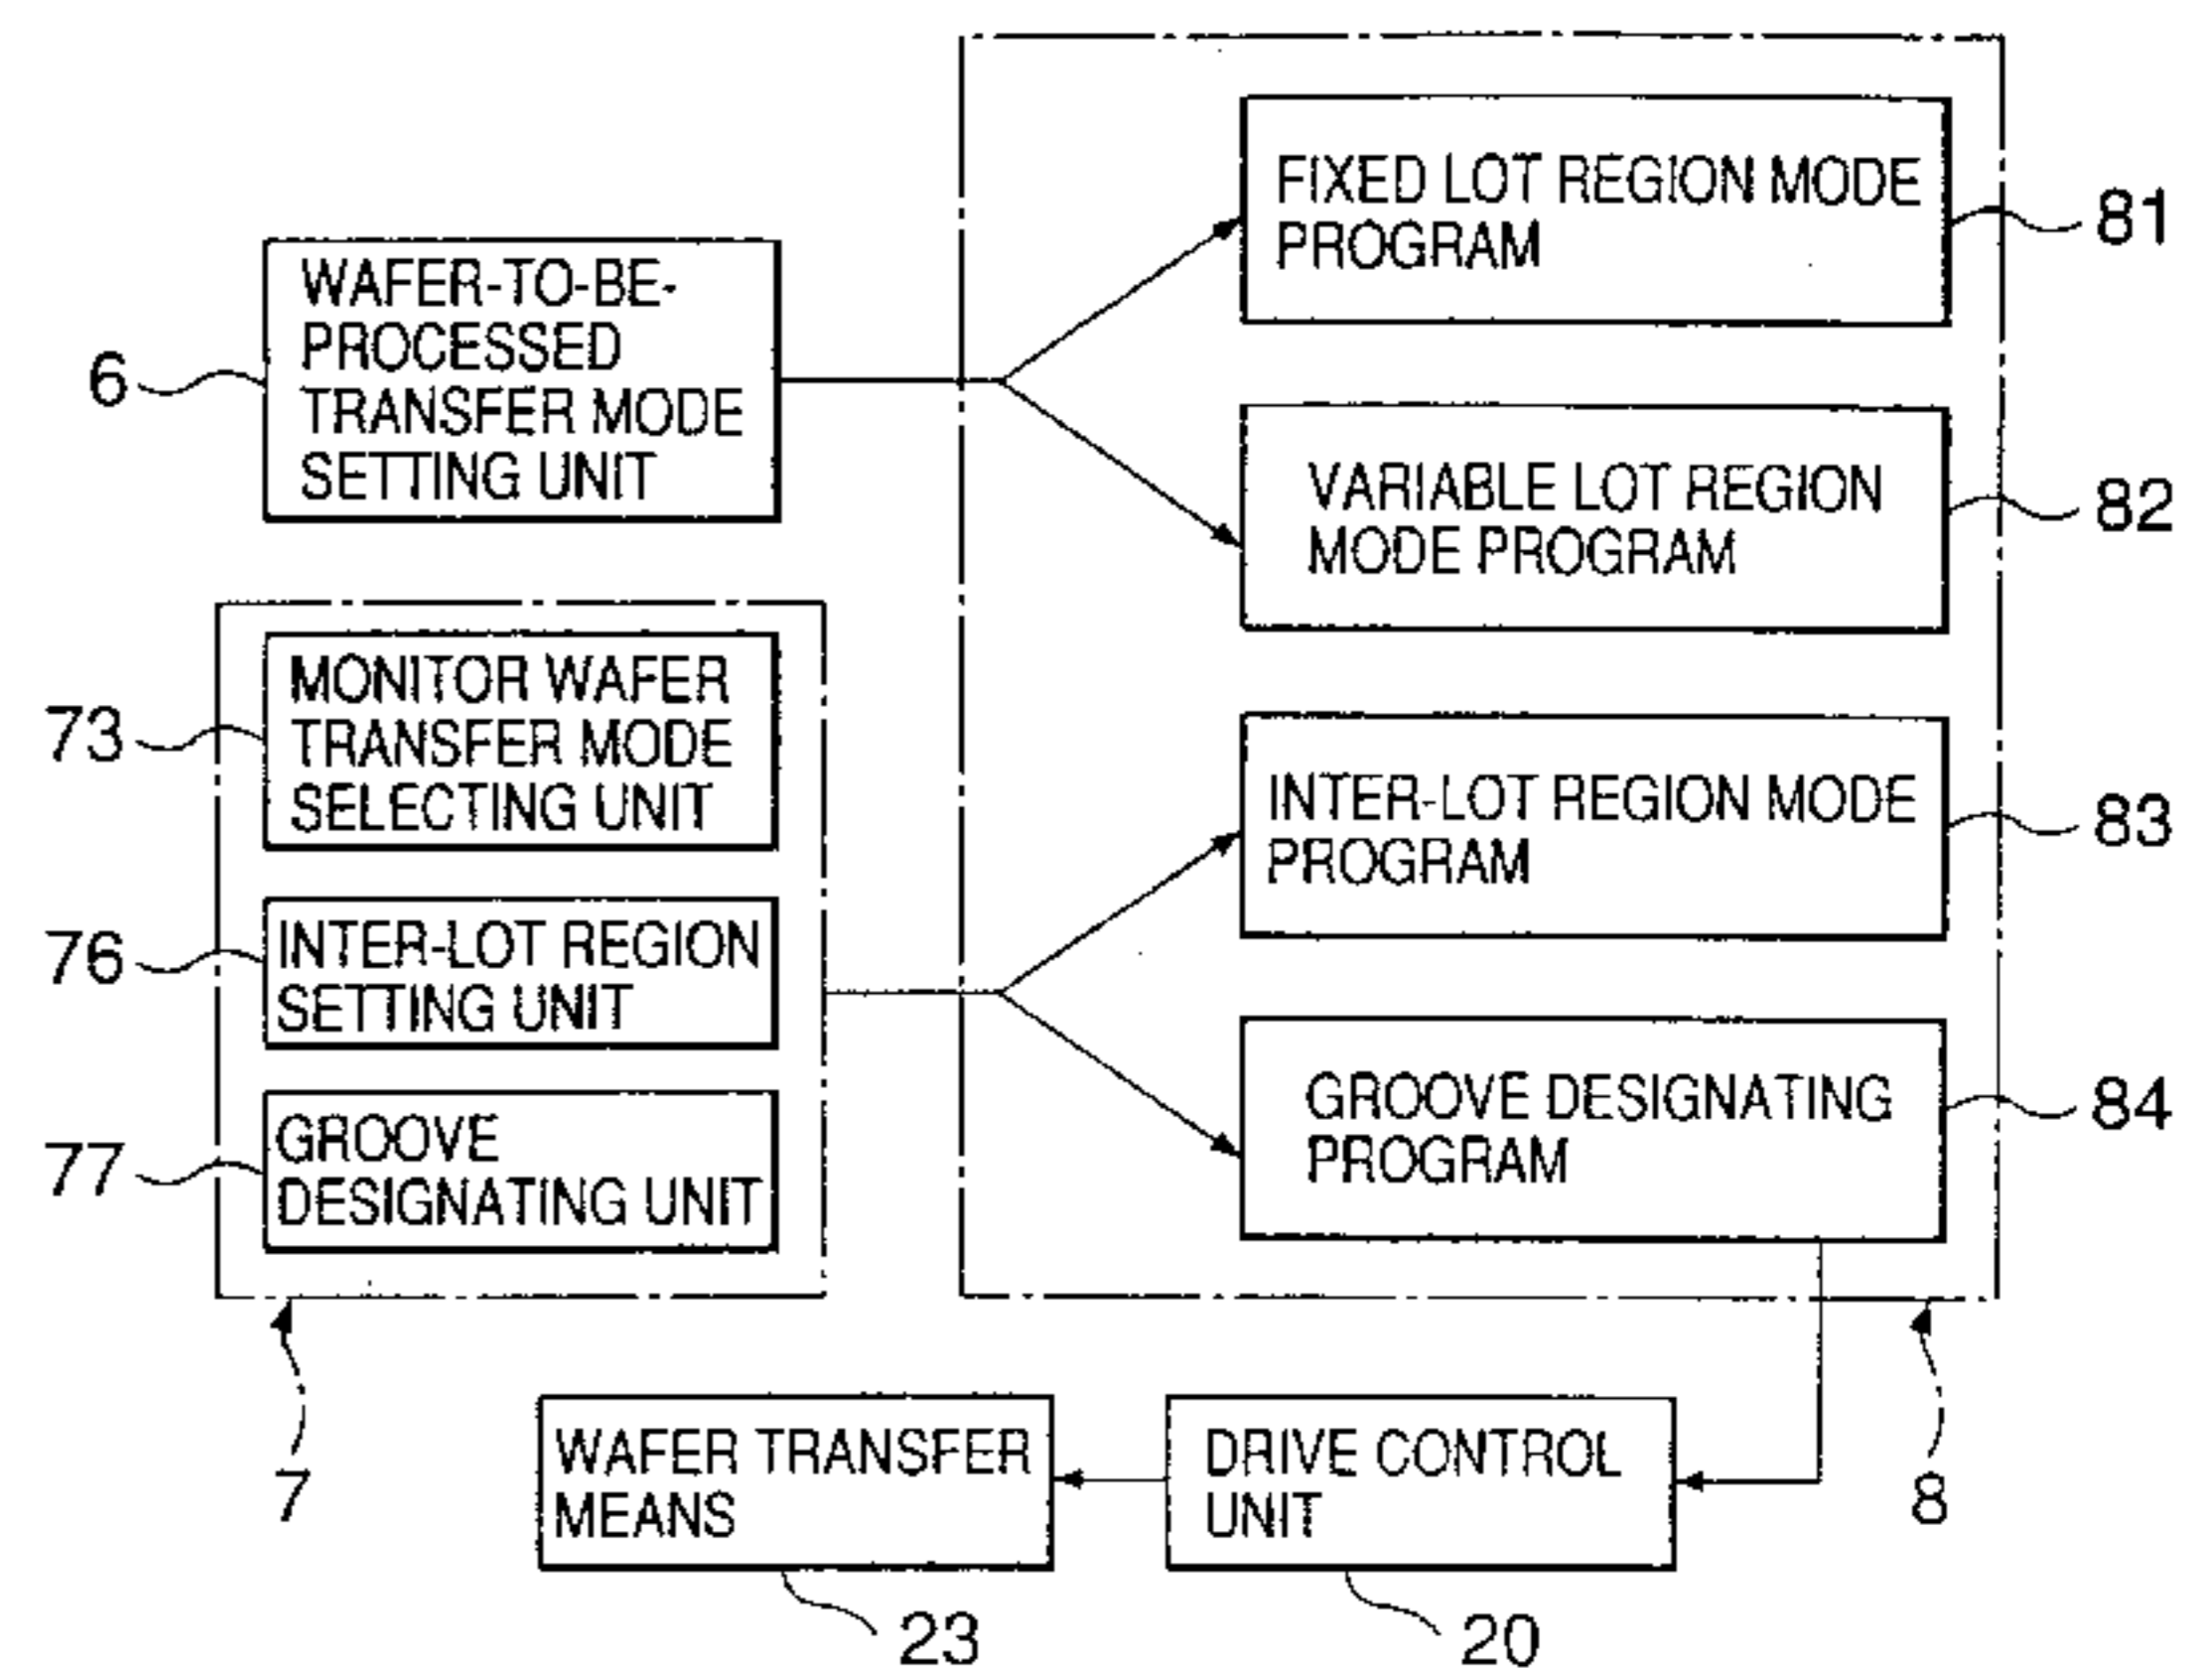 FIXED LOT REGION MODE
PROGRAM
81
WAFER-TO-BE-
PROCESSED
TRANSFER MODE
SETTING UNIT
6
VARIABLE LOT REGION
MODE PROGRAM
82
MONITOR WAFER
TRANSFER MODE
SELECTING UNIT
73
INTER-LOT REGION MODE
PROGRAM
83
INTER-LOT REGION
SETTING UNIT
76
GROOVE DESIGNATING
PROGRAM
84
GROOVE
DESIGNATING UNIT
77
7
WAFER TRANSFER
MEANS
23
DRIVE CONTROL
UNIT
20
8